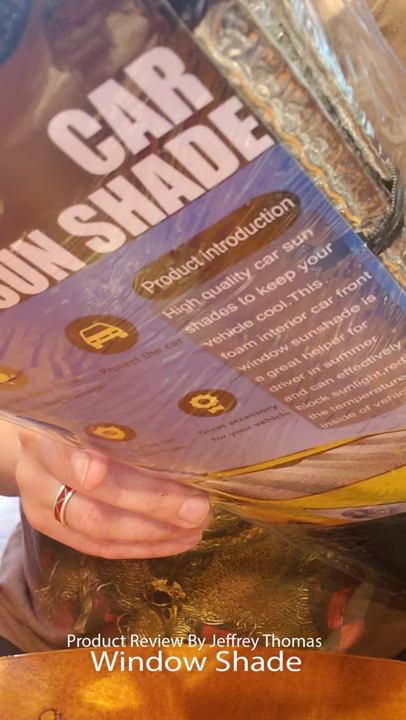 CAR
SUN SHADE
Product introduction
High quality car sun
shades to keep your
vehicle cool.This
foam interior car front
window sunshade is
a great helper for
driver in summer
and can effectively
block sunlight,red
the temperature
inside of vehicl
Protect the car
Great accessory
for your vehicle
Product Review By Jeffrey Thomas
Window Shade